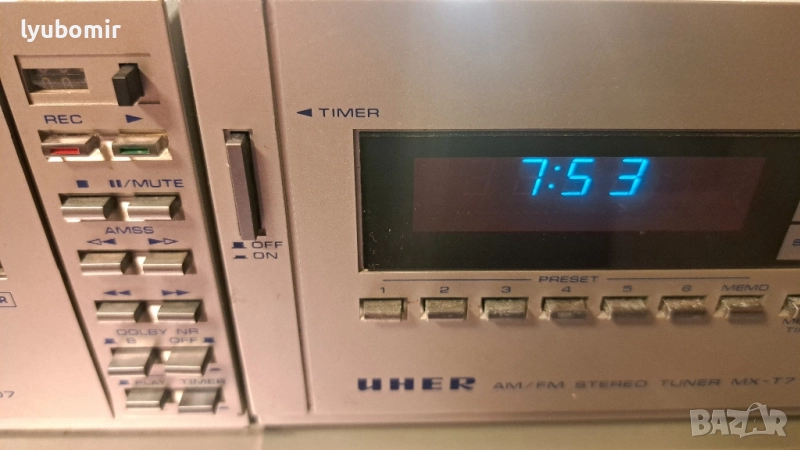 lyubomir
REC ▶
■ ❚❚/MUTE
AMSS
◁◁ ▷▷
◀◀ ▶▶
DOLBY NR
B OFF
PLAY TIMER
◀ TIMER
OFF
ON
7:53
PRESET
1 2 3 4 5 6 MEMO
UHER AM/FM STEREO TUNER MX-T7
BAZAR